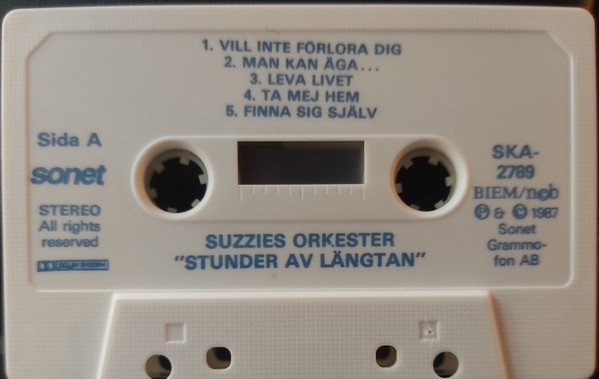 1. VILL INTE FÖRLORA DIG
2. MAN KAN ÄGA...
3. LEVA LIVET
4. TA MEJ HEM
5. FINNA SIG SJÄLV
Sida A
sonet
STEREO
All rights
reserved
DOLBY SYSTEM
SKA-
2789
BIEM/ncb
℗ & © 1987
Sonet
Grammo-
fon AB
SUZZIES ORKESTER
"STUNDER AV LÄNGTAN"